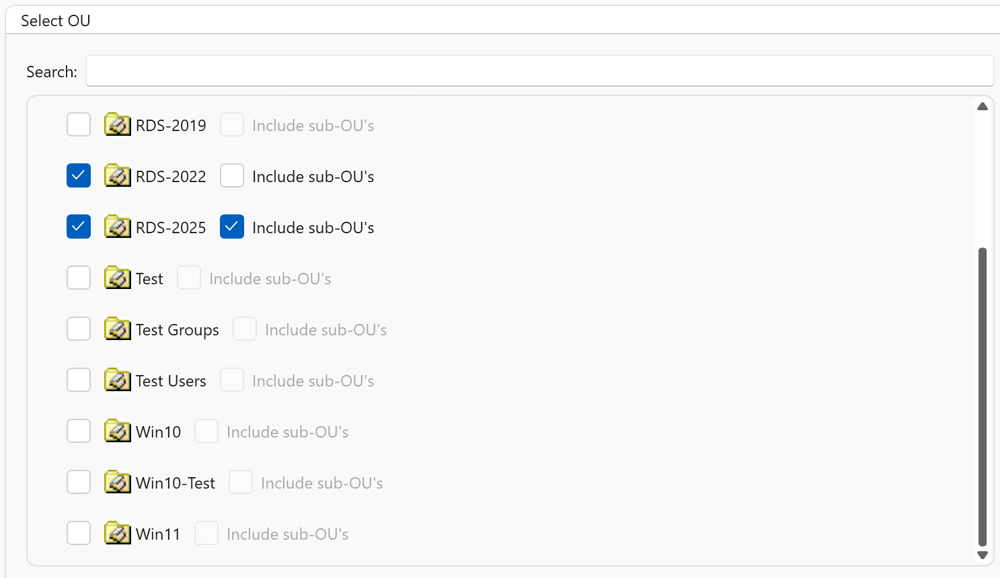 Select OU
Search:
RDS-2019 Include sub-OU's
RDS-2022 Include sub-OU's
RDS-2025 Include sub-OU's
Test Include sub-OU's
Test Groups Include sub-OU's
Test Users Include sub-OU's
Win10 Include sub-OU's
Win10-Test Include sub-OU's
Win11 Include sub-OU's